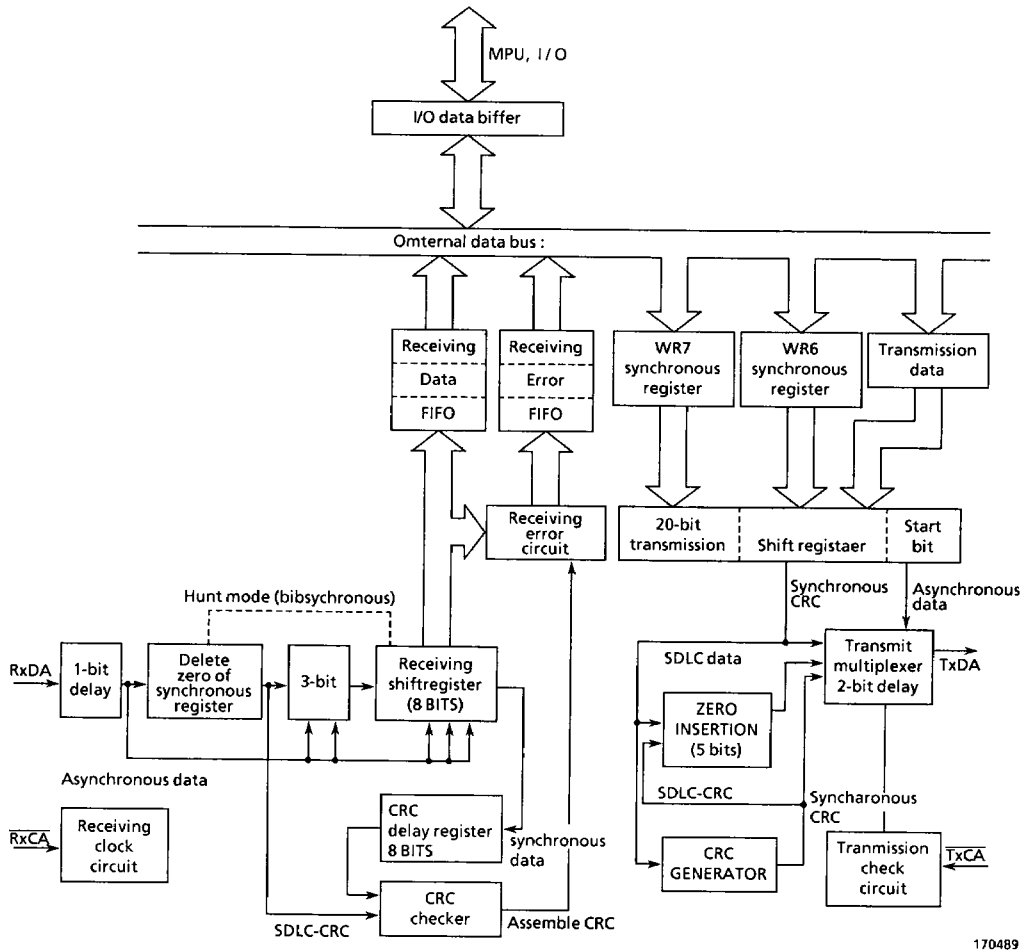 MPU, I/O
I/O data biffer
Omternal data bus :
Receiving
Data
FIFO
Receiving
Error
FIFO
WR7
synchronous
register
WR6
synchronous
register
Transmission
data
Receiving
error
circuit
20-bit
transmission
Shift registaer
Start
bit
Synchronous
CRC
Asynchronous
data
Hunt mode (bibsychronous)
RxDA
1-bit
delay
Delete
zero of
synchronous
register
3-bit
Receiving
shiftregister
(8 BITS)
SDLC data
Transmit
multiplexer
2-bit delay
TxDA
ZERO
INSERTION
(5 bits)
Asynchronous data
SDLC-CRC
Syncharonous
CRC
RxCA
Receiving
clock
circuit
CRC
delay register
8 BITS
synchronous
data
CRC
GENERATOR
Tranmission
check
circuit
TxCA
CRC
checker
SDLC-CRC
Assemble CRC
170489